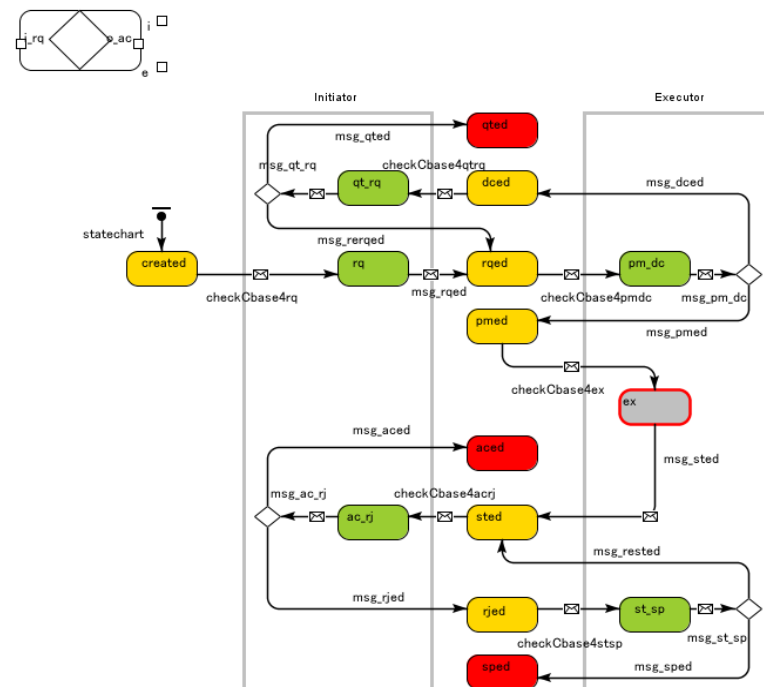 i
i_rq
o_ac
e
Initiator
Executor
qted
msg_qted
msg_qt_rq
checkCbase4qtrq
qt_rq
dced
msg_dced
statechart
msg_rerqed
created
rq
rqed
pm_dc
checkCbase4rq
msg_rqed
checkCbase4pmdc
msg_pm_dc
pmed
msg_pmed
checkCbase4ex
ex
msg_aced
aced
msg_sted
msg_ac_rj
checkCbase4acrj
ac_rj
sted
msg_rested
msg_rjed
rjed
st_sp
checkCbase4stsp
msg_st_sp
sped
msg_sped